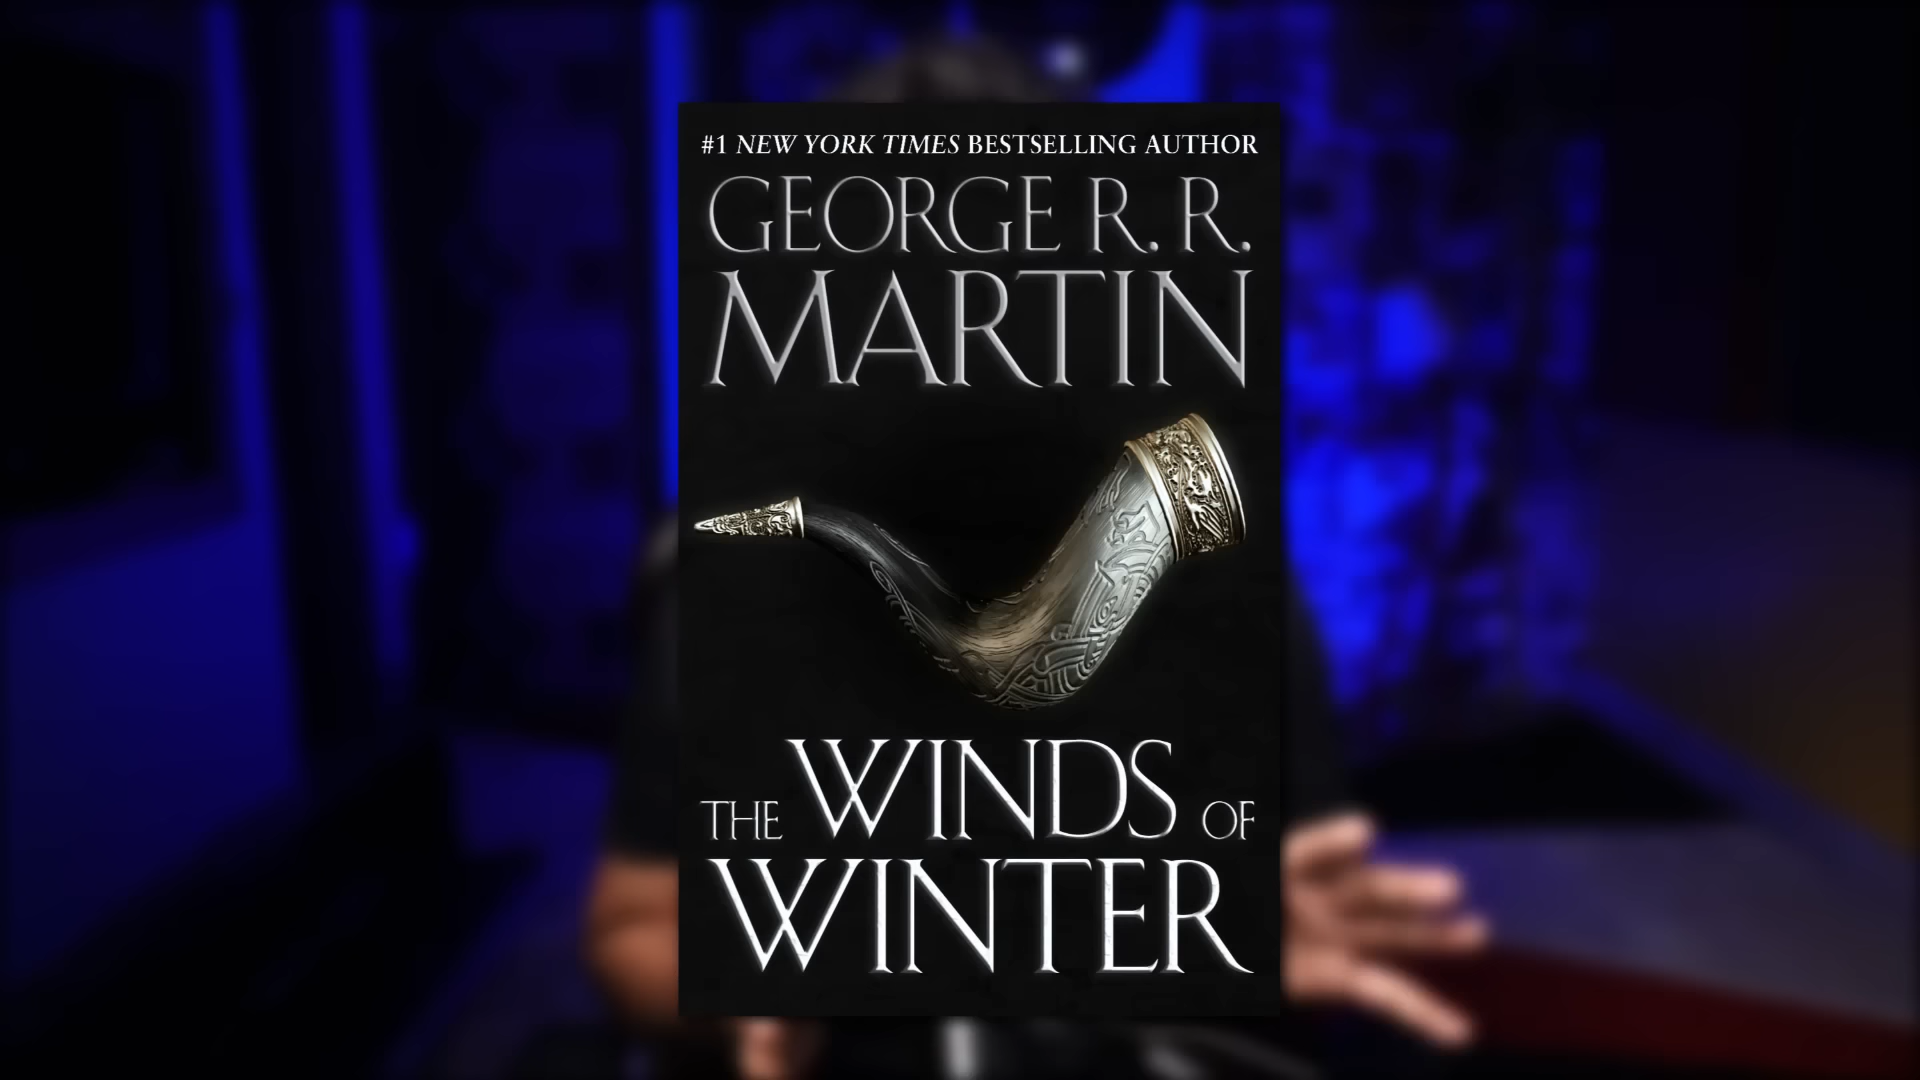 #1 NEW YORK TIMES BESTSELLING AUTHOR
GEORGE R. R.
MARTIN
THE WINDS OF
WINTER